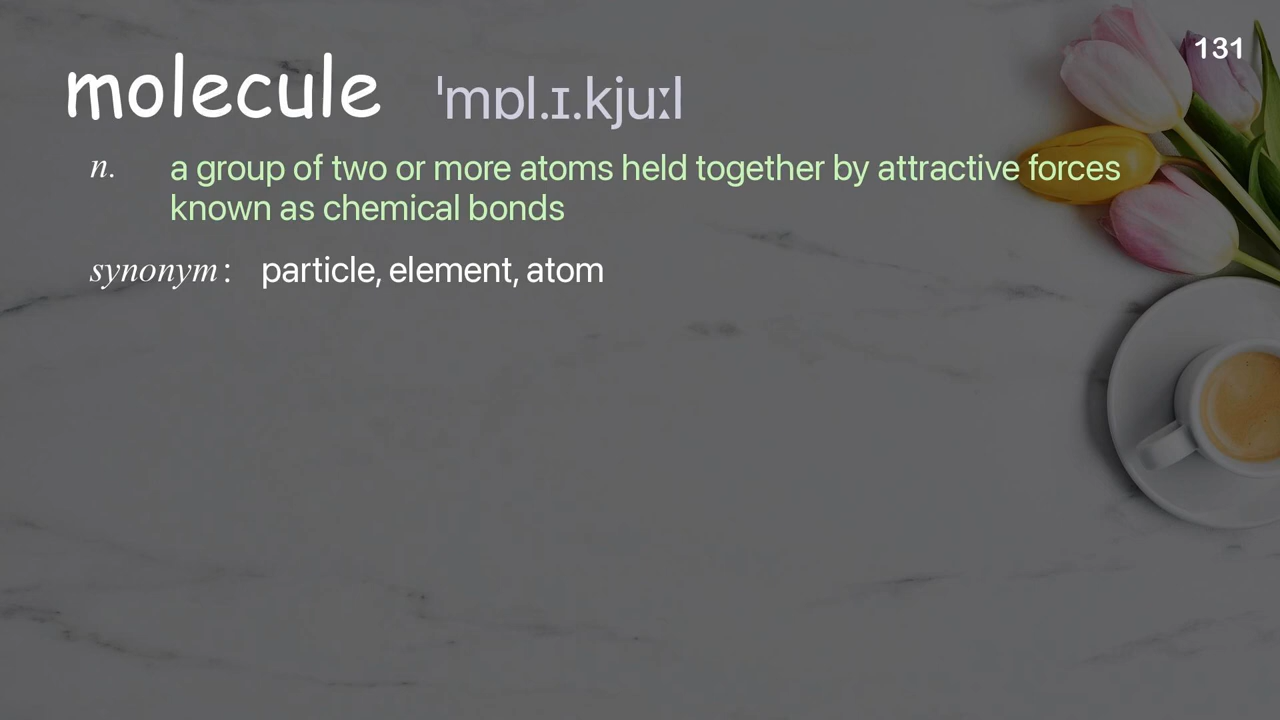 131
molecule ˈmɒl.ɪ.kjuːl
n. a group of two or more atoms held together by attractive forces
known as chemical bonds
synonym: particle, element, atom